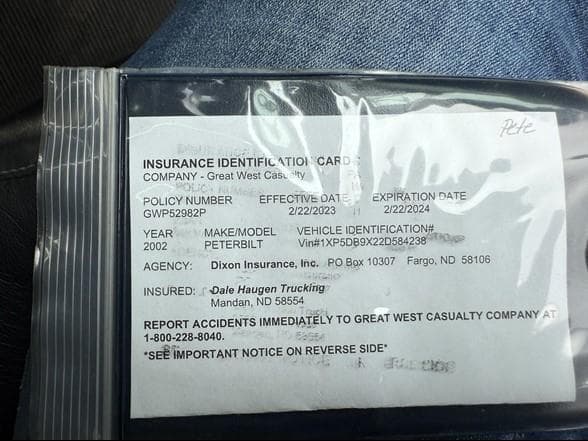 Pete
INSURANCE IDENTIFICATION CARD
COMPANY - Great West Casualty
POLICY NUMBER EFFECTIVE DATE EXPIRATION DATE
GWP52982P 2/22/2023 2/22/2024
YEAR MAKE/MODEL VEHICLE IDENTIFICATION#
2002 PETERBILT Vin#1XP5DB9X22D584238
AGENCY: Dixon Insurance, Inc. PO Box 10307 Fargo, ND 58106
INSURED: Dale Haugen Trucking
Mandan, ND 58554
REPORT ACCIDENTS IMMEDIATELY TO GREAT WEST CASUALTY COMPANY AT
1-800-228-8040.
*SEE IMPORTANT NOTICE ON REVERSE SIDE*